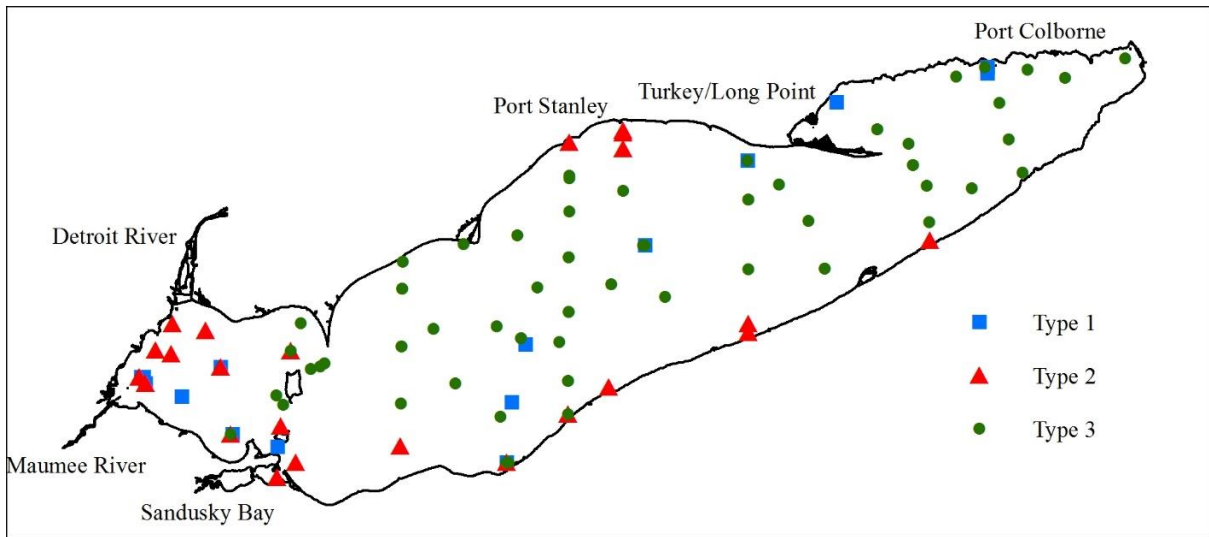 Port Colborne
Turkey/Long Point
Port Stanley
Detroit River
Type 1
Type 2
Type 3
Maumee River
Sandusky Bay